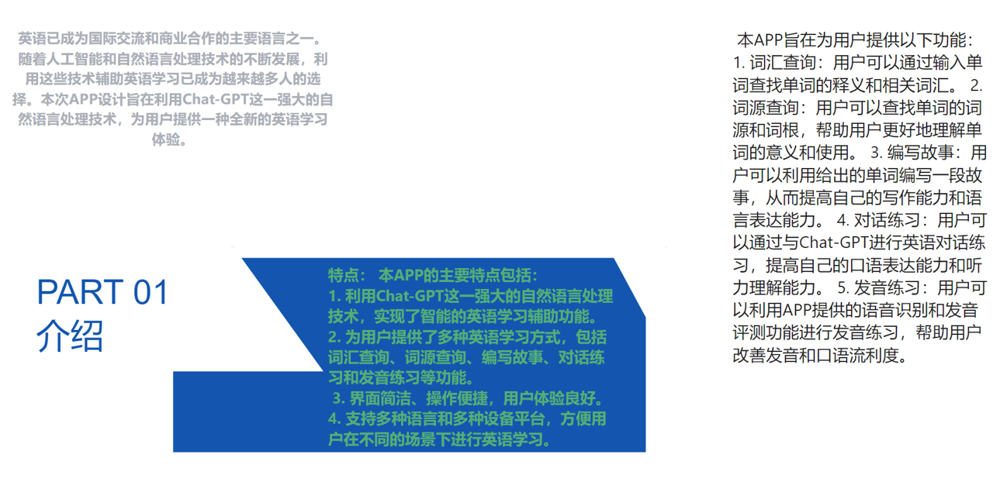 英语已成为国际交流和商业合作的主要语言之一。
随着人工智能和自然语言处理技术的不断发展，利
用这些技术辅助英语学习已成为越来越多人的选
择。本次APP设计旨在利用Chat-GPT这一强大的自
然语言处理技术，为用户提供一种全新的英语学习
体验。
PART 01
介绍
特点： 本APP的主要特点包括：
1. 利用Chat-GPT这一强大的自然语言处理
技术，实现了智能的英语学习辅助功能。
2. 为用户提供了多种英语学习方式，包括
词汇查询、词源查询、编写故事、对话练
习和发音练习等功能。
3. 界面简洁、操作便捷，用户体验良好。
4. 支持多种语言和多种设备平台，方便用
户在不同的场景下进行英语学习。
本APP旨在为用户提供以下功能：
1. 词汇查询：用户可以通过输入单
词查找单词的释义和相关词汇。 2.
词源查询：用户可以查找单词的词
源和词根，帮助用户更好地理解单
词的意义和使用。 3. 编写故事：用
户可以利用给出的单词编写一段故
事，从而提高自己的写作能力和语
言表达能力。 4. 对话练习：用户可
以通过与Chat-GPT进行英语对话练
习，提高自己的口语表达能力和听
力理解能力。 5. 发音练习：用户可
以利用APP提供的语音识别和发音
评测功能进行发音练习，帮助用户
改善发音和口语流利度。